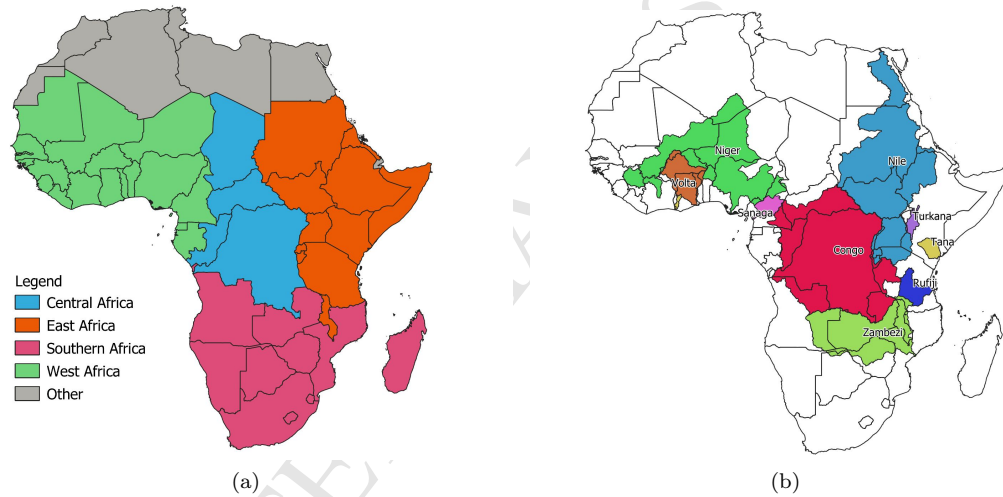 Legend
Central Africa
East Africa
Southern Africa
West Africa
Other
(a)
Niger
Volta
Sanaga
Nile
Turkana
Tana
Congo
Rufiji
Zambezi
(b)